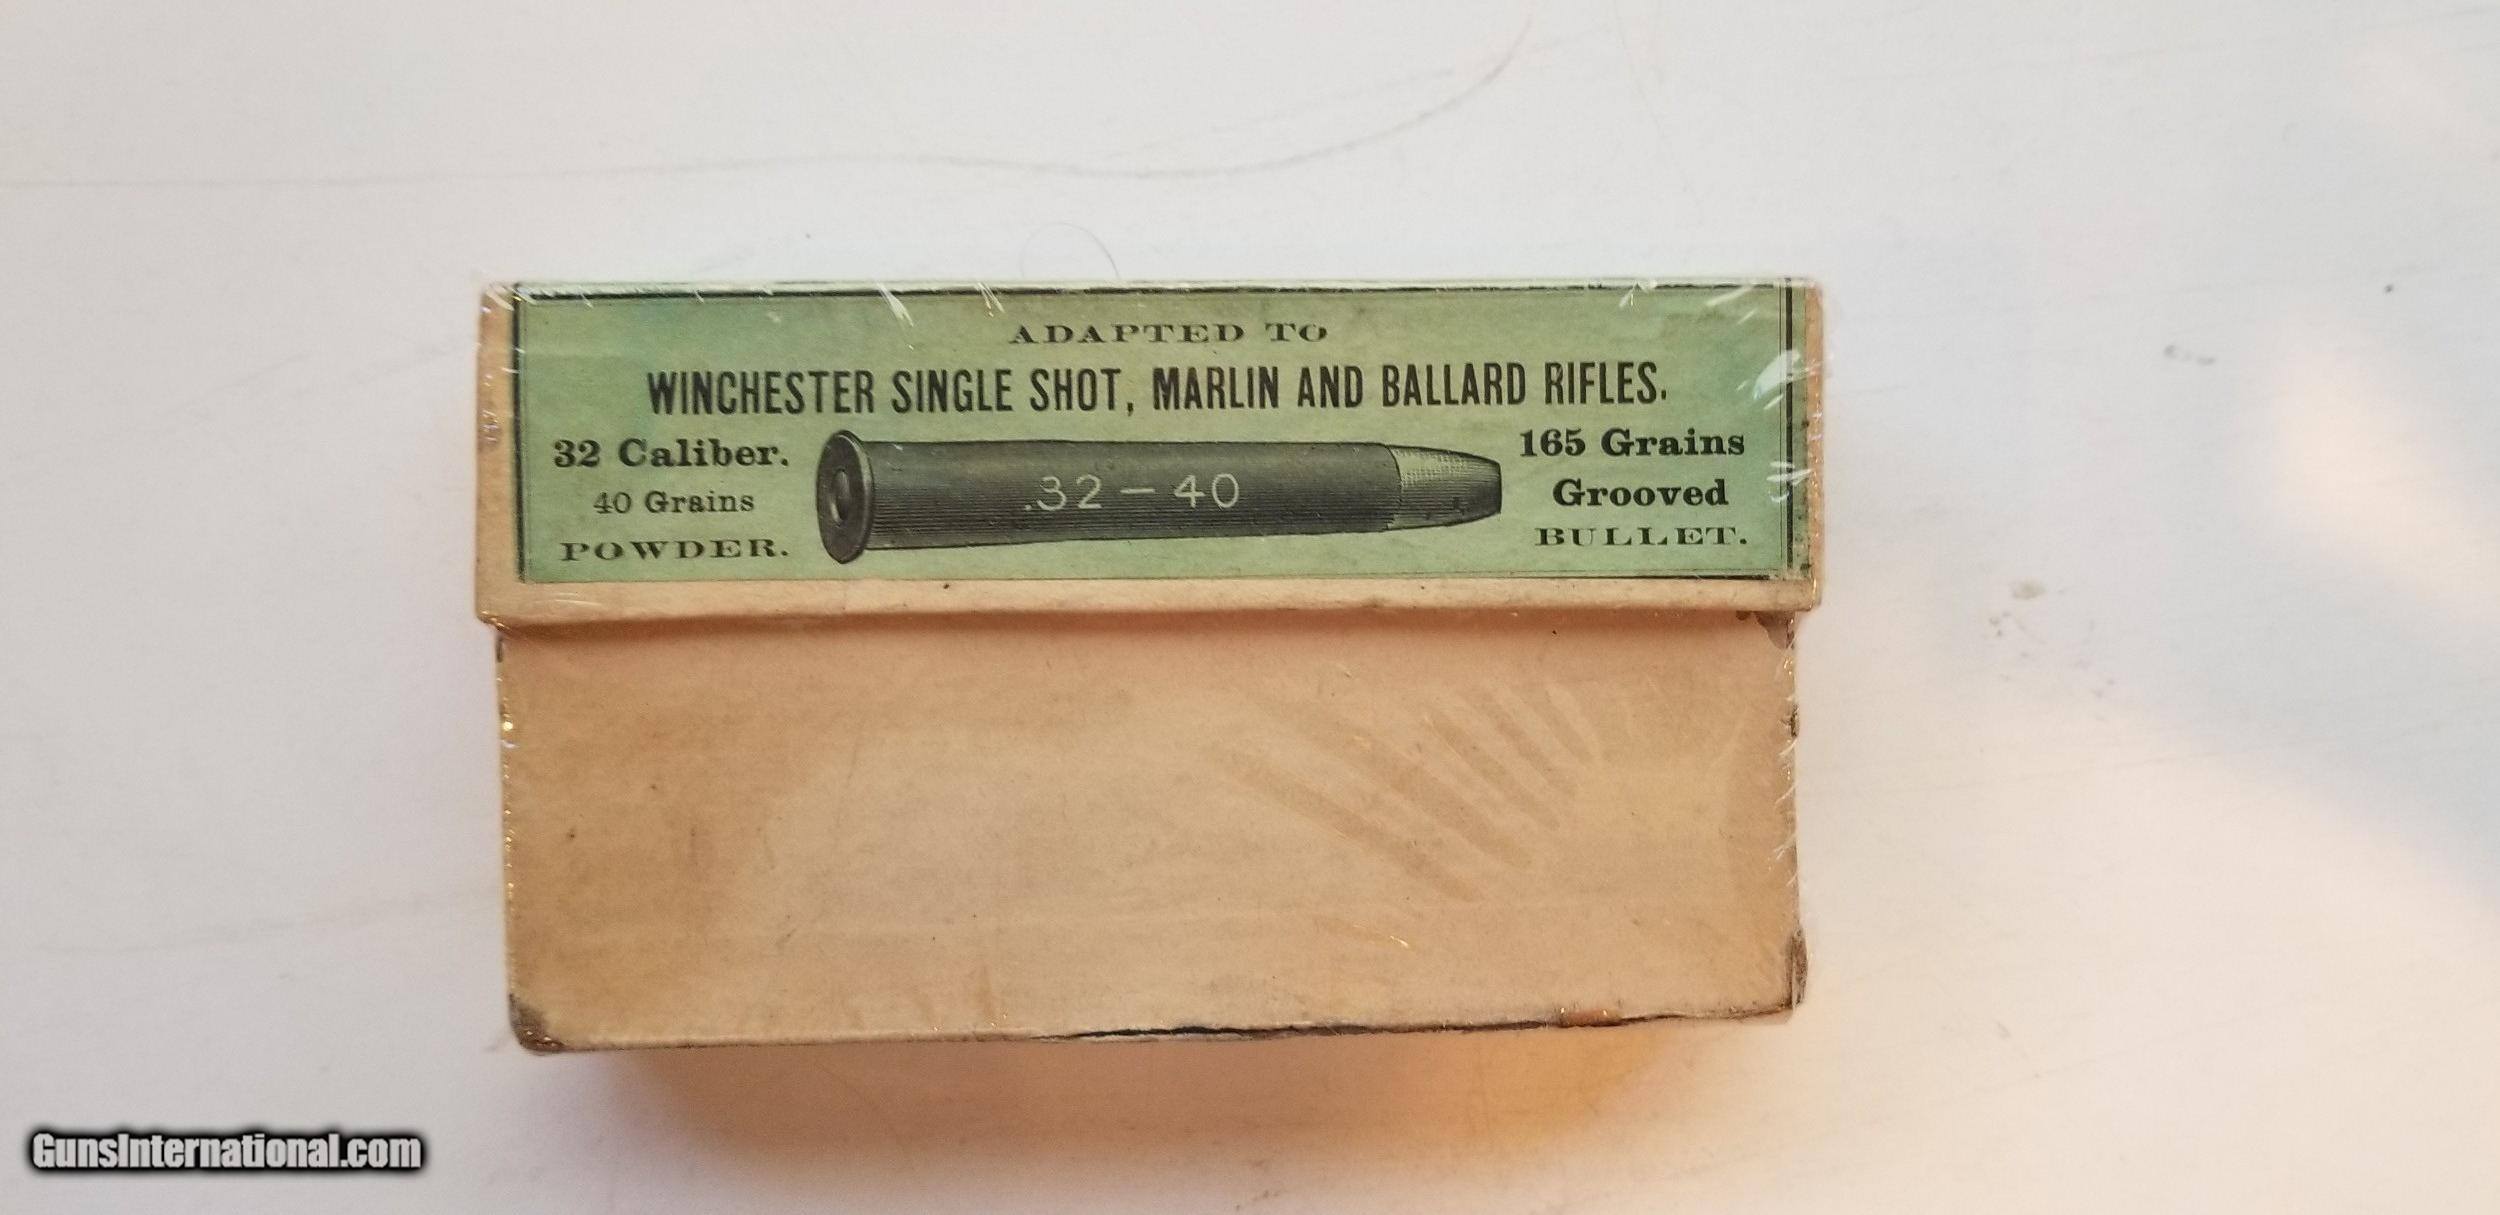 ADAPTED TO
WINCHESTER SINGLE SHOT, MARLIN AND BALLARD RIFLES.
32 Caliber.
40 Grains
POWDER.
.32 – 40
165 Grains
Grooved
BULLET.
GunsInternational.com